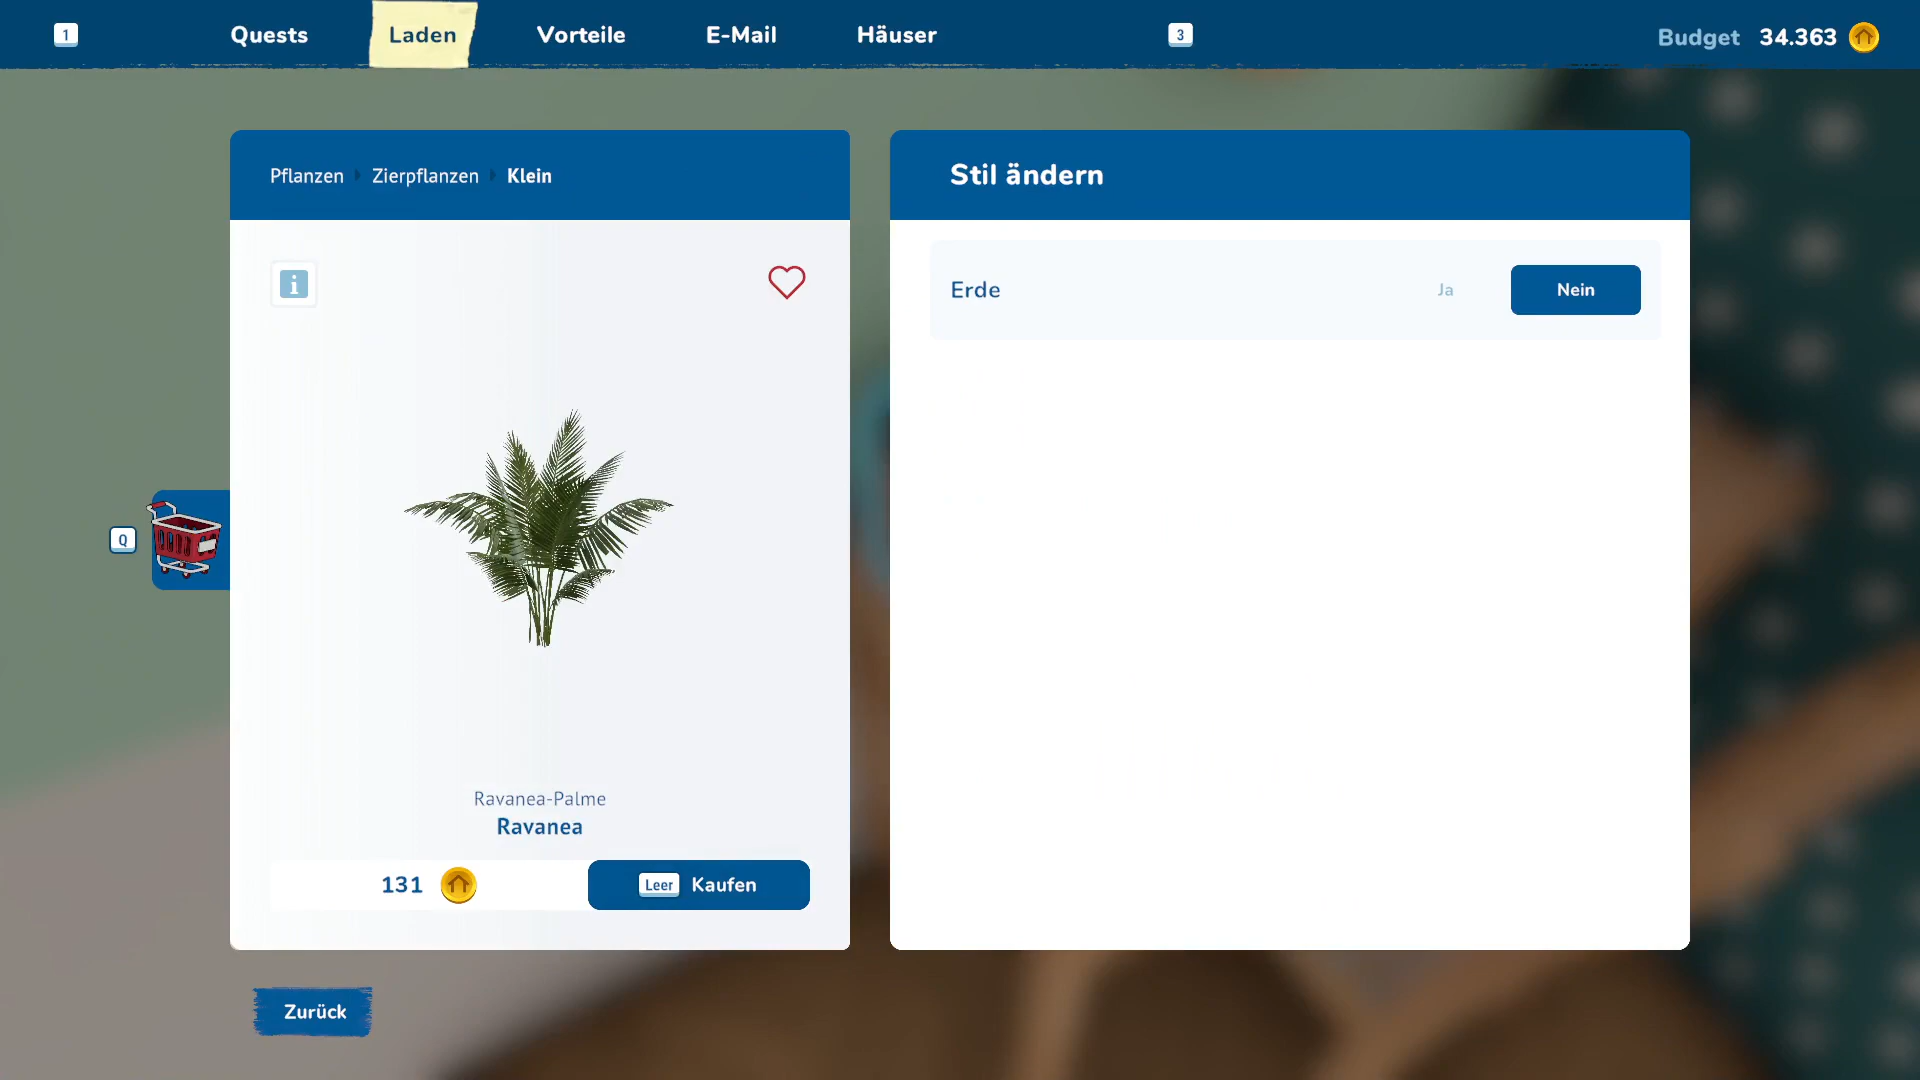 1 Quests Laden Vorteile E-Mail Häuser 3 Budget 34.363
Pflanzen Zierpflanzen Klein
Stil ändern
i
Erde Ja Nein
Q
Ravanea-Palme
Ravanea
131 Leer Kaufen
Zurück